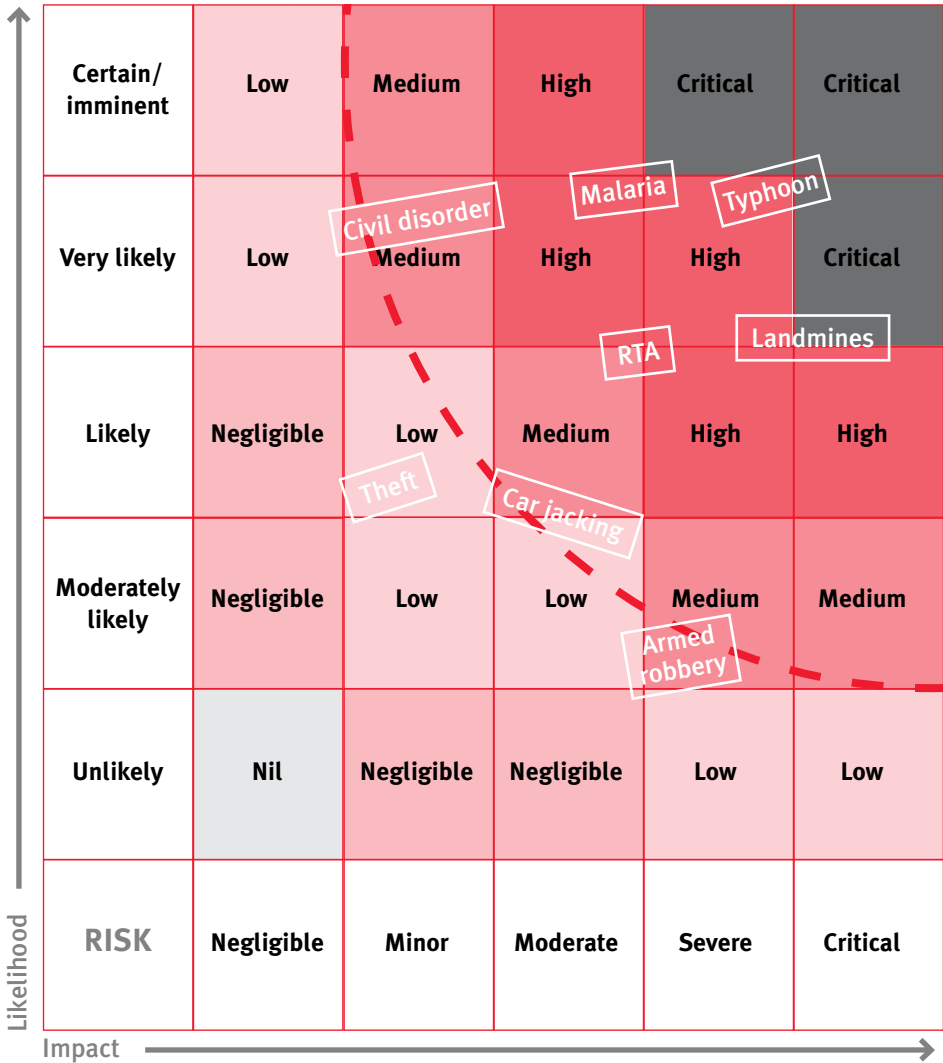 Certain/
imminent
Low
Medium
High
Critical
Critical
Malaria
Typhoon
Civil disorder
Very likely
Low
Medium
High
High
Critical
Landmines
RTA
Likely
Negligible
Low
Medium
High
High
Theft
Car jacking
Moderately
likely
Negligible
Low
Low
Medium
Medium
Armed
robbery
Unlikely
Nil
Negligible
Negligible
Low
Low
RISK
Negligible
Minor
Moderate
Severe
Critical
Likelihood
Impact